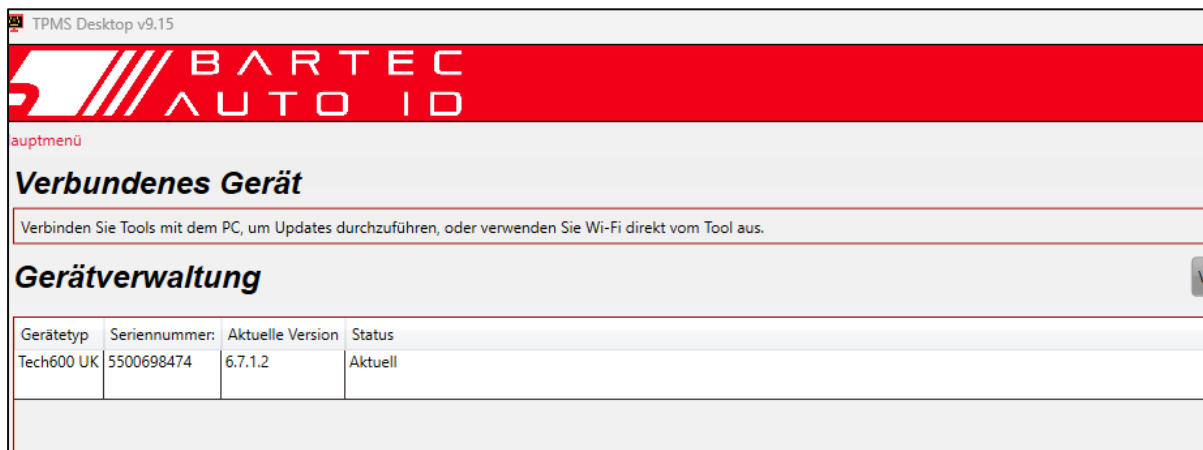 TPMS Desktop v9.15
BARTEC
AUTO ID
auptmenü
Verbundenes Gerät
Verbinden Sie Tools mit dem PC, um Updates durchzuführen, oder verwenden Sie Wi-Fi direkt vom Tool aus.
Gerätverwaltung
Gerätetyp Seriennummer: Aktuelle Version Status
Tech600 UK 5500698474 6.7.1.2 Aktuell